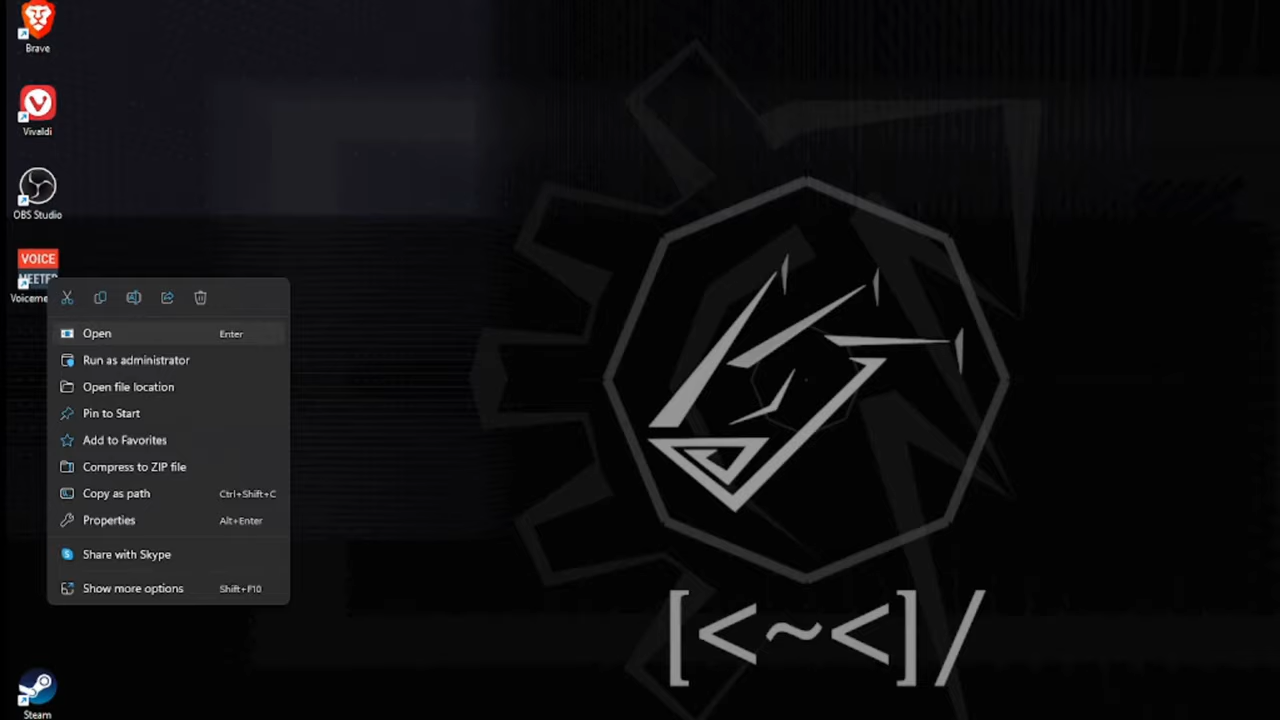 Brave
Vivaldi
OBS Studio
VOICE
MEETER
Voiceme
Open Enter
Run as administrator
Open file location
Pin to Start
Add to Favorites
Compress to ZIP file
Copy as path Ctrl+Shift+C
Properties Alt+Enter
Share with Skype
Show more options Shift+F10
[<~<]/
Steam